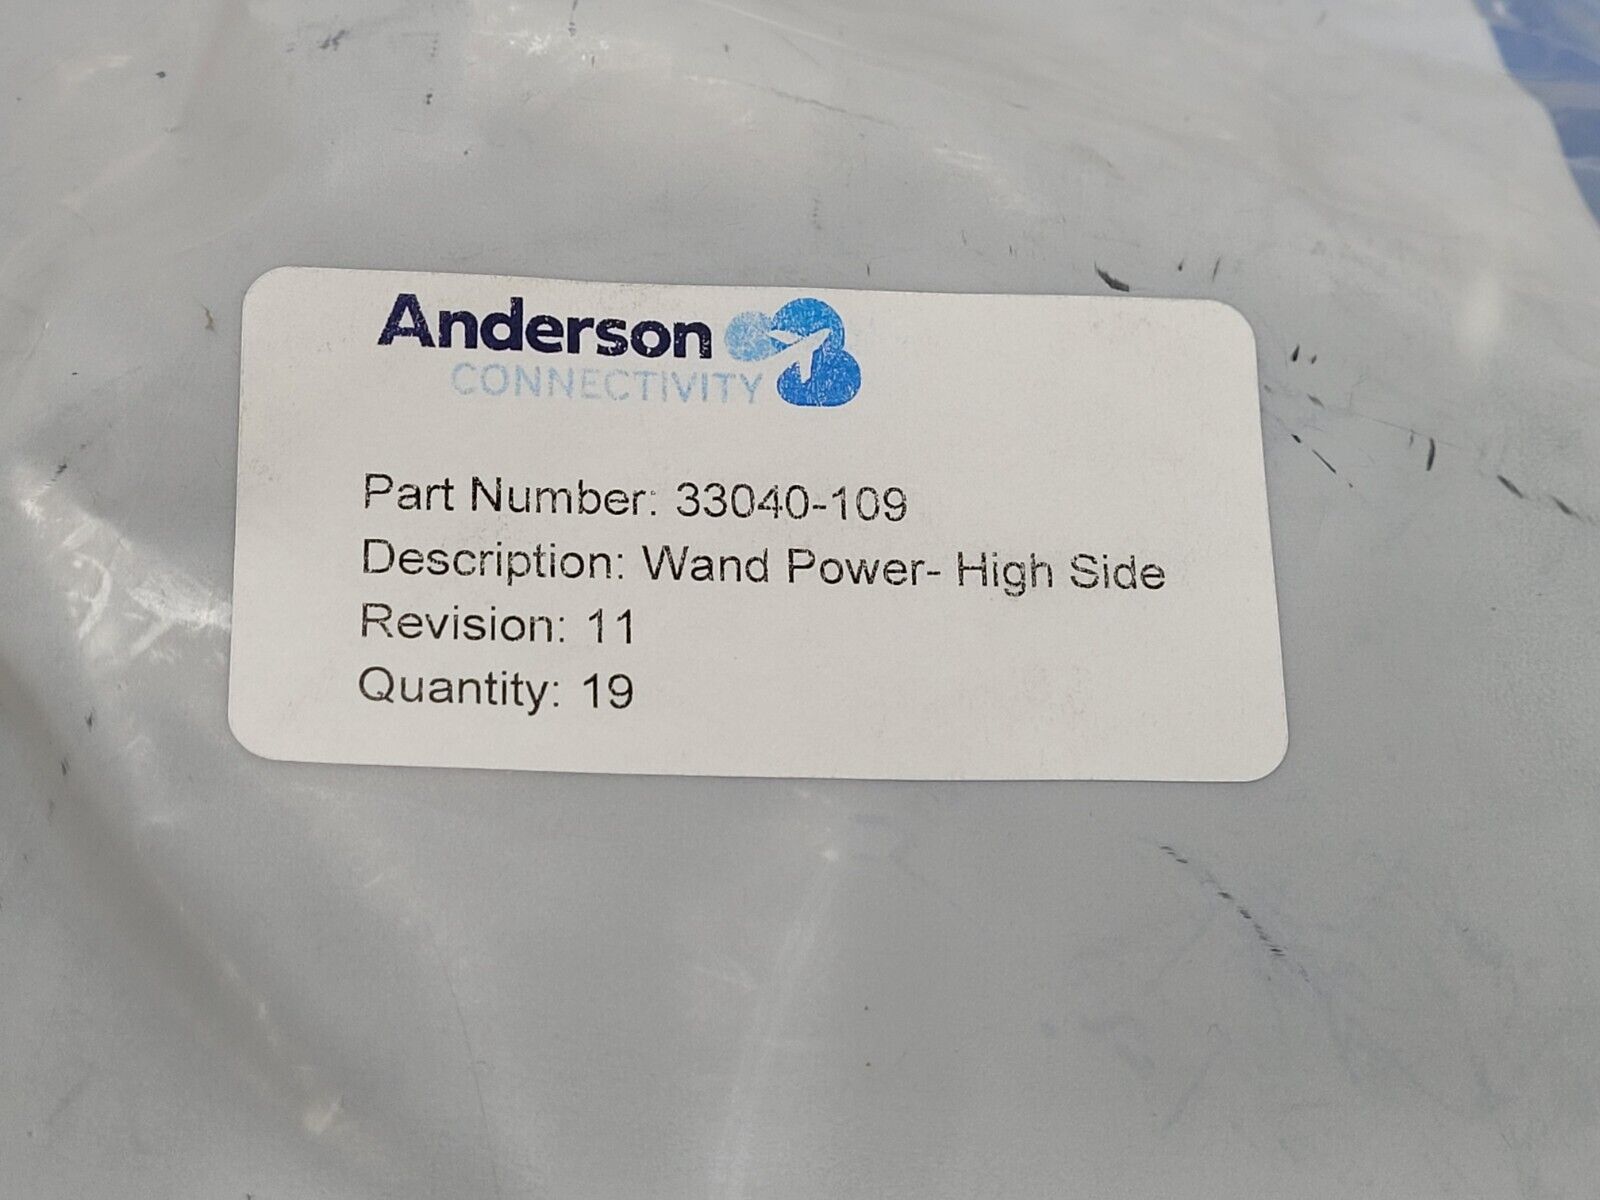 Anderson
CONNECTIVITY
Part Number: 33040-109
Description: Wand Power- High Side
Revision: 11
Quantity: 19